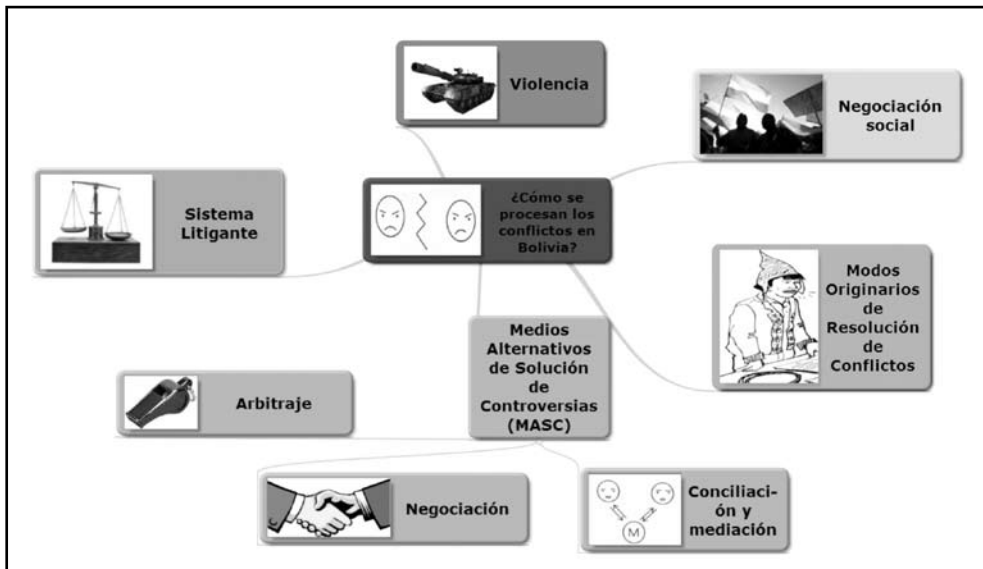 Violencia
Negociación
social
Sistema
Litigante
¿Cómo se
procesan los
conflictos en
Bolivia?
Modos
Originarios
de
Resolución
de
Conflictos
Medios
Alternativos
de Solución
de
Controversias
(MASC)
Arbitraje
Negociación
Conciliaci-
ón y
mediación
M